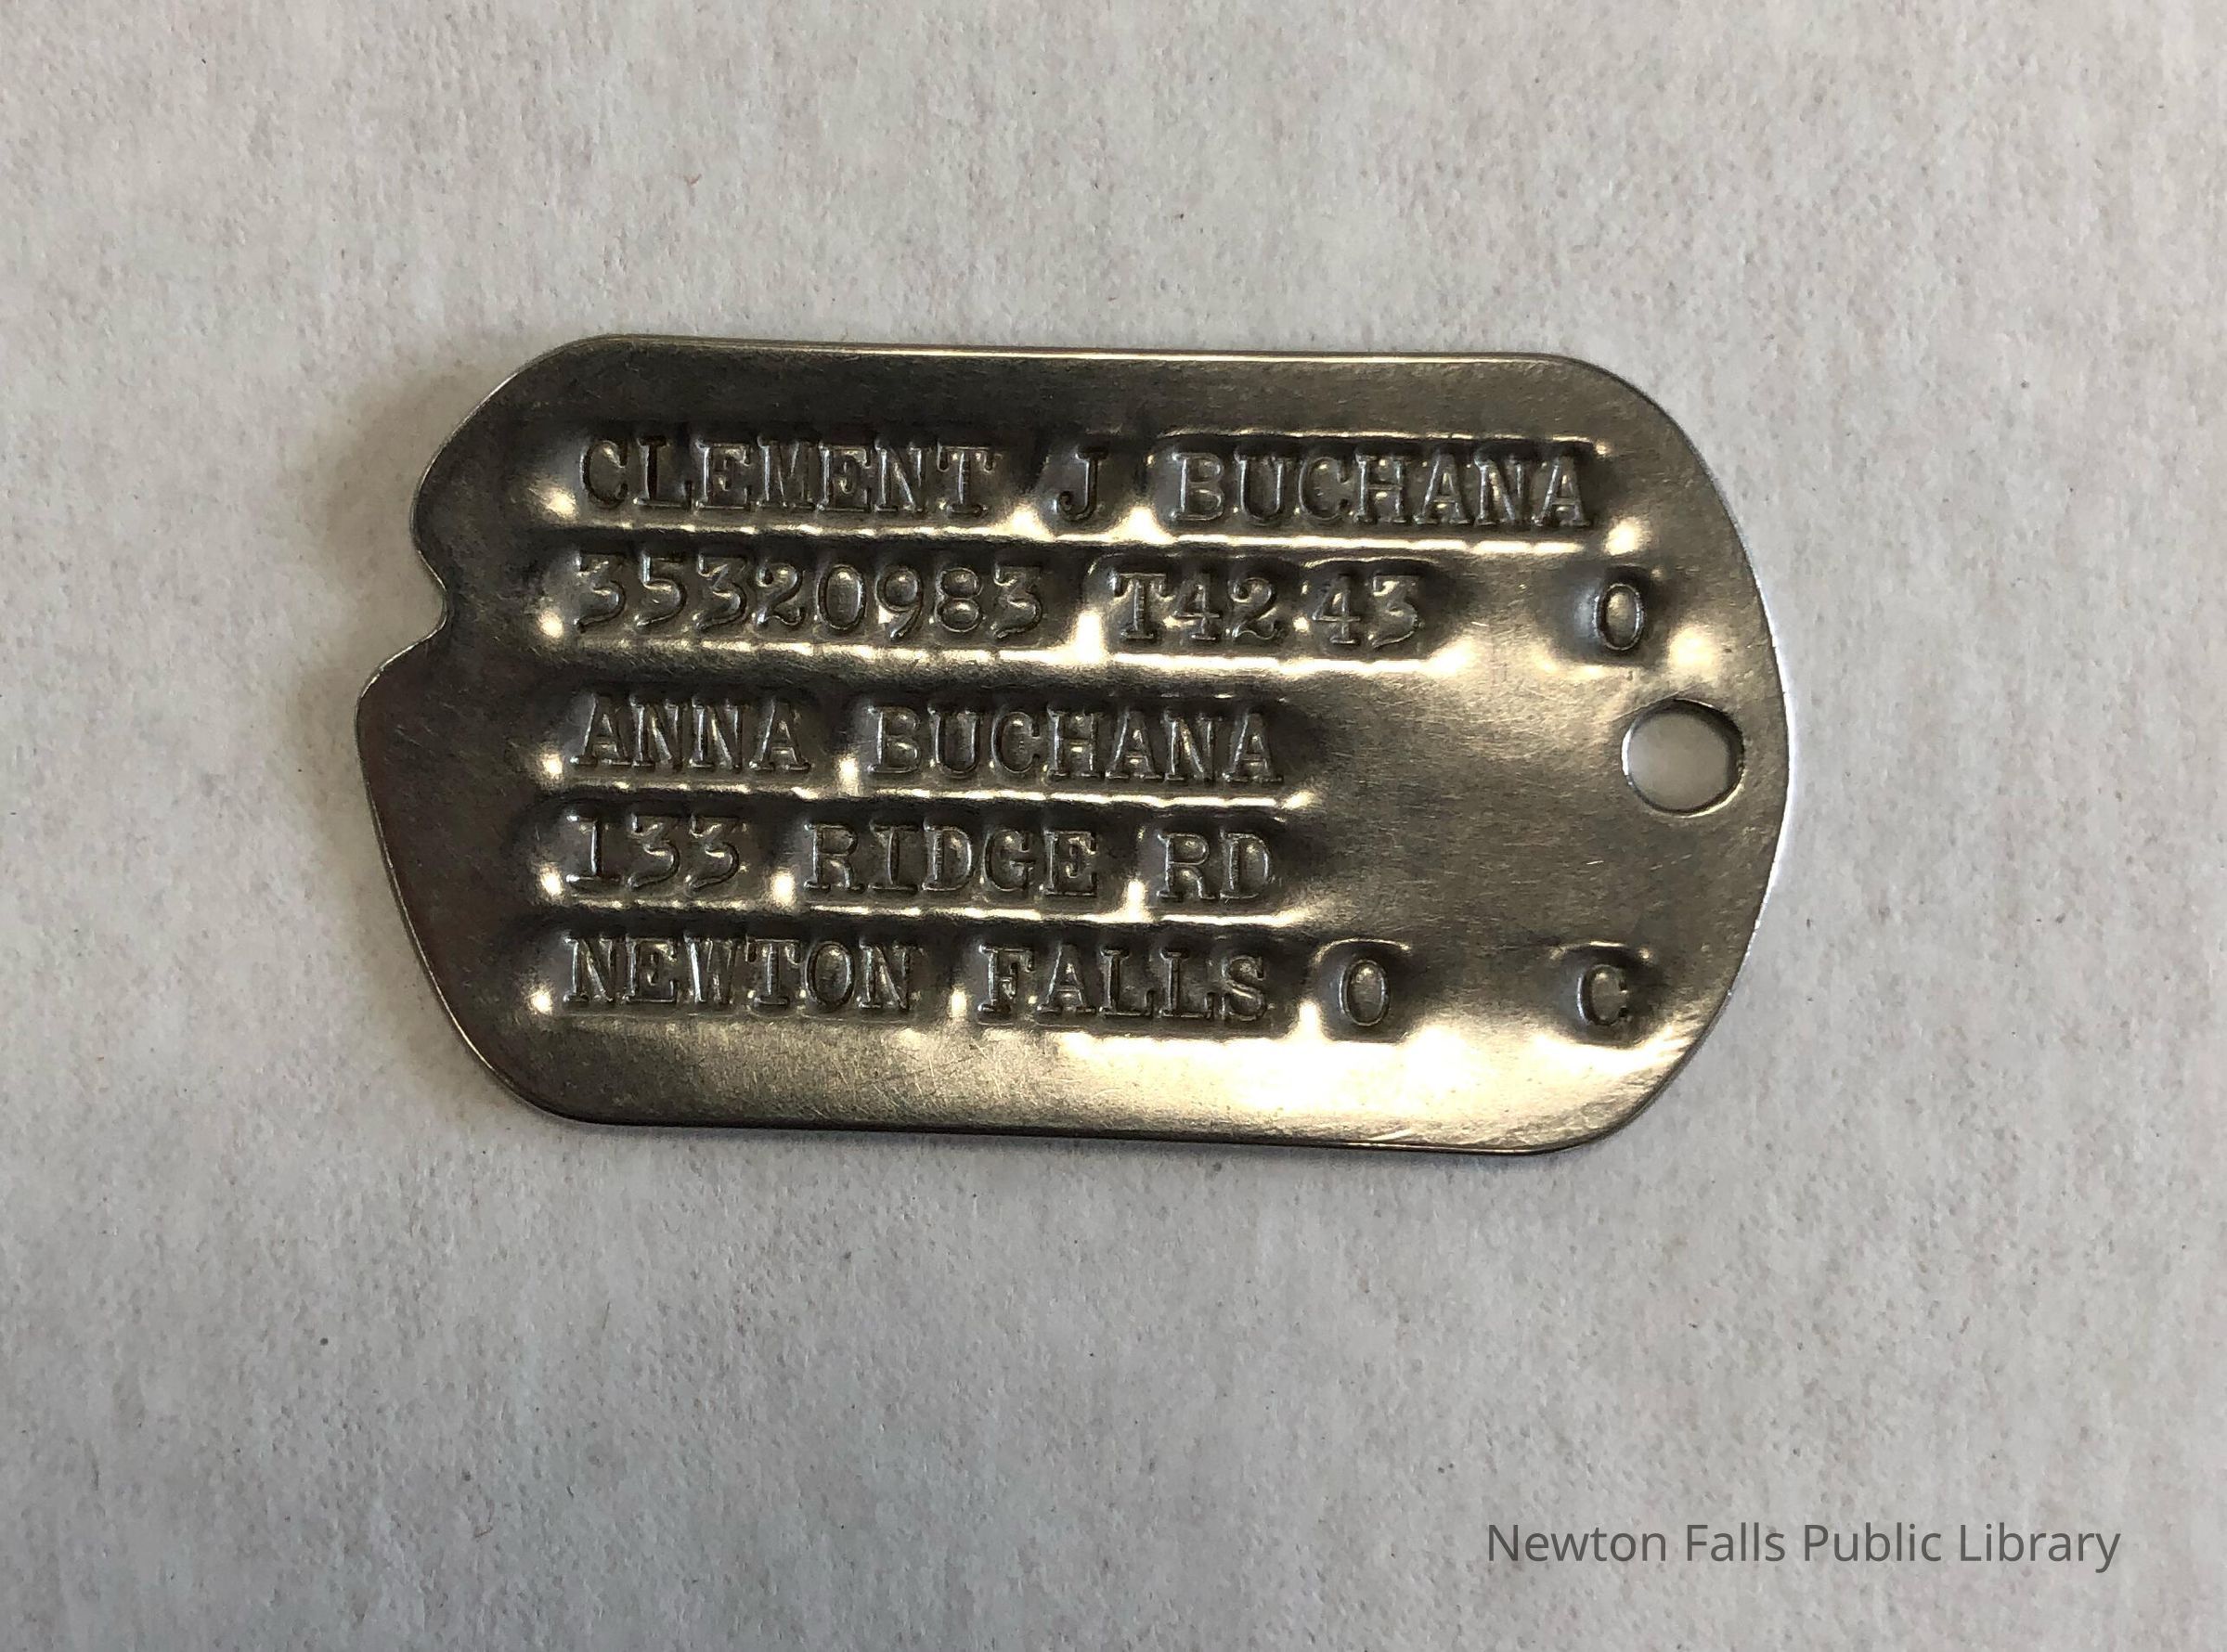 CLEMENT J BUCHANA
35320983 T42 43 O
ANNA BUCHANA
133 RIDGE RD
NEWTON FALLS O C
Newton Falls Public Library